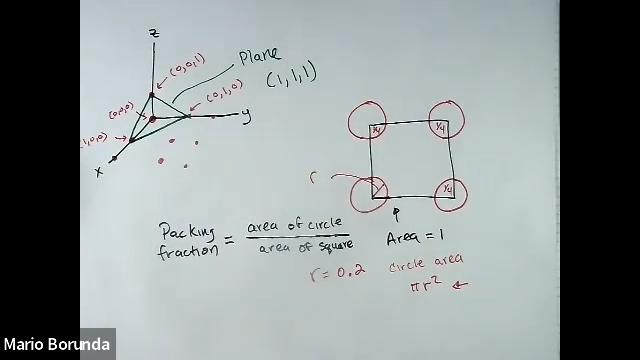 z
(0,0,1)
Plane
(1,1,1)
(0,1,0)
(0,0,0)
(1,0,0)
y
x
1/4 1/4
r
1/4
Packing fraction = area of circle / area of square
Area = 1
r = 0.2 circle area
πr²
Mario Borunda